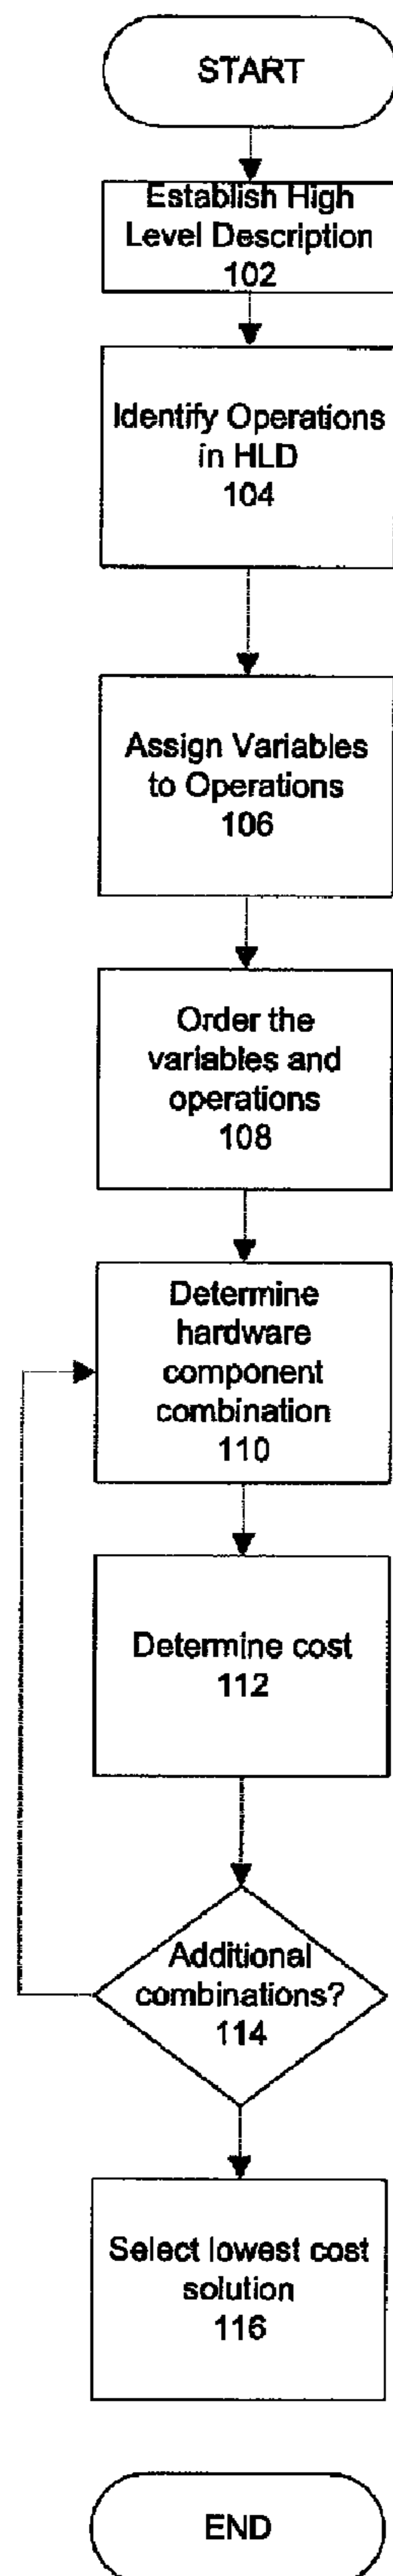 START
Establish High
Level Description
102
Identify Operations
in HLD
104
Assign Variables
to Operations
106
Order the
variables and
operations
108
Determine
hardware
component
combination
110
Determine cost
112
Additional
combinations?
114
Select lowest cost
solution
116
END